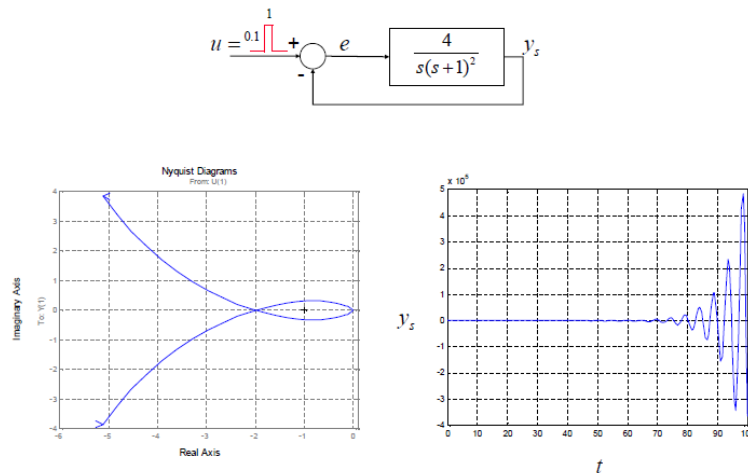 1
u = 0.1 + e 4 y_s
s(s+1)^2
-
Nyquist Diagrams
From: U(1)
4
3
2
1
0
-1
-2
-3
-4
Imaginary Axis
To: Y(1)
-6 -5 -4 -3 -2 -1 0
Real Axis
x 10^6
5
4
3
2
1
0
-1
-2
-3
-4
y_s
0 10 20 30 40 50 60 70 80 90 100
t